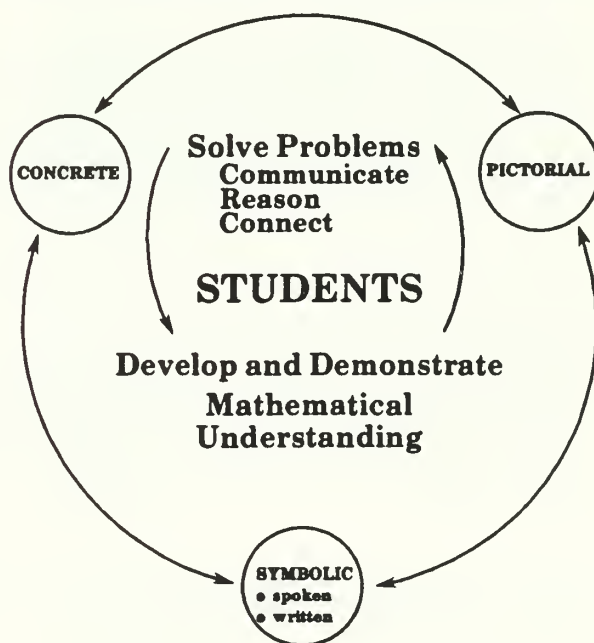 CONCRETE
Solve Problems
Communicate
Reason
Connect
PICTORIAL
STUDENTS
Develop and Demonstrate
Mathematical
Understanding
SYMBOLIC
• spoken
• written